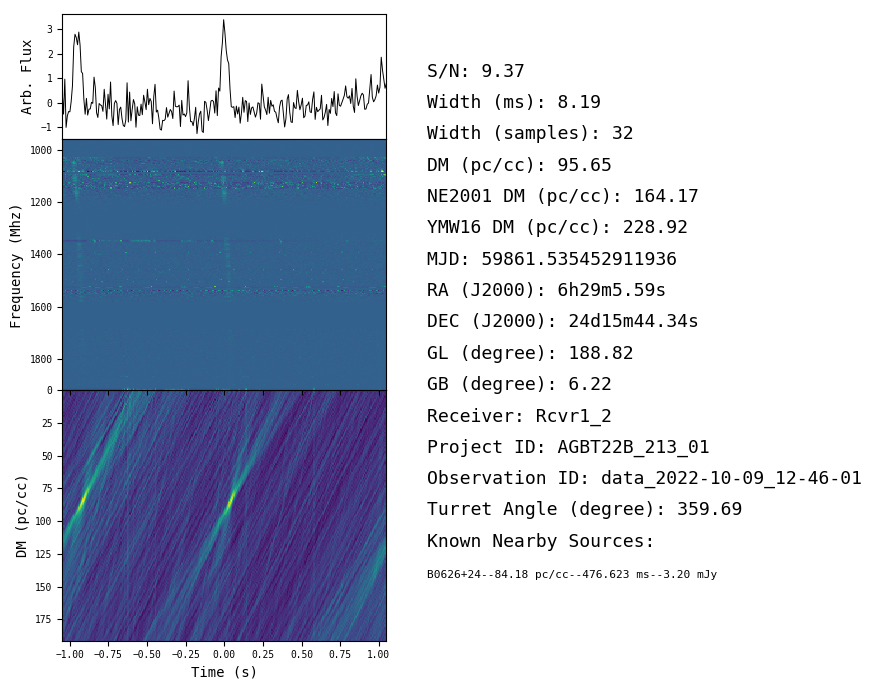 3
2
1
0
−1
Arb. Flux
1000
1200
1400
1600
1800
Frequency (Mhz)
0
25
50
75
100
125
150
175
DM (pc/cc)
−1.00 −0.75 −0.50 −0.25 0.00 0.25 0.50 0.75 1.00
Time (s)
S/N: 9.37
Width (ms): 8.19
Width (samples): 32
DM (pc/cc): 95.65
NE2001 DM (pc/cc): 164.17
YMW16 DM (pc/cc): 228.92
MJD: 59861.535452911936
RA (J2000): 6h29m5.59s
DEC (J2000): 24d15m44.34s
GL (degree): 188.82
GB (degree): 6.22
Receiver: Rcvr1_2
Project ID: AGBT22B_213_01
Observation ID: data_2022-10-09_12-46-01
Turret Angle (degree): 359.69
Known Nearby Sources:
B0626+24--84.18 pc/cc--476.623 ms--3.20 mJy